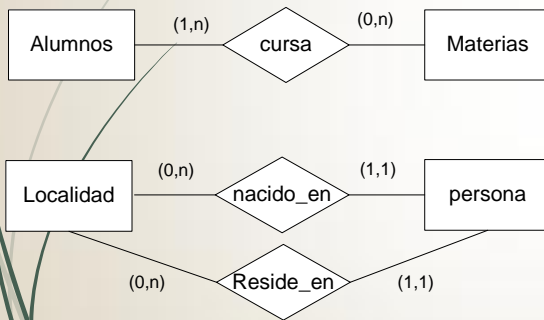 (1,n) (0,n)
Alumnos cursa Materias
(0,n) (1,1)
Localidad nacido_en persona
(0,n) Reside_en (1,1)